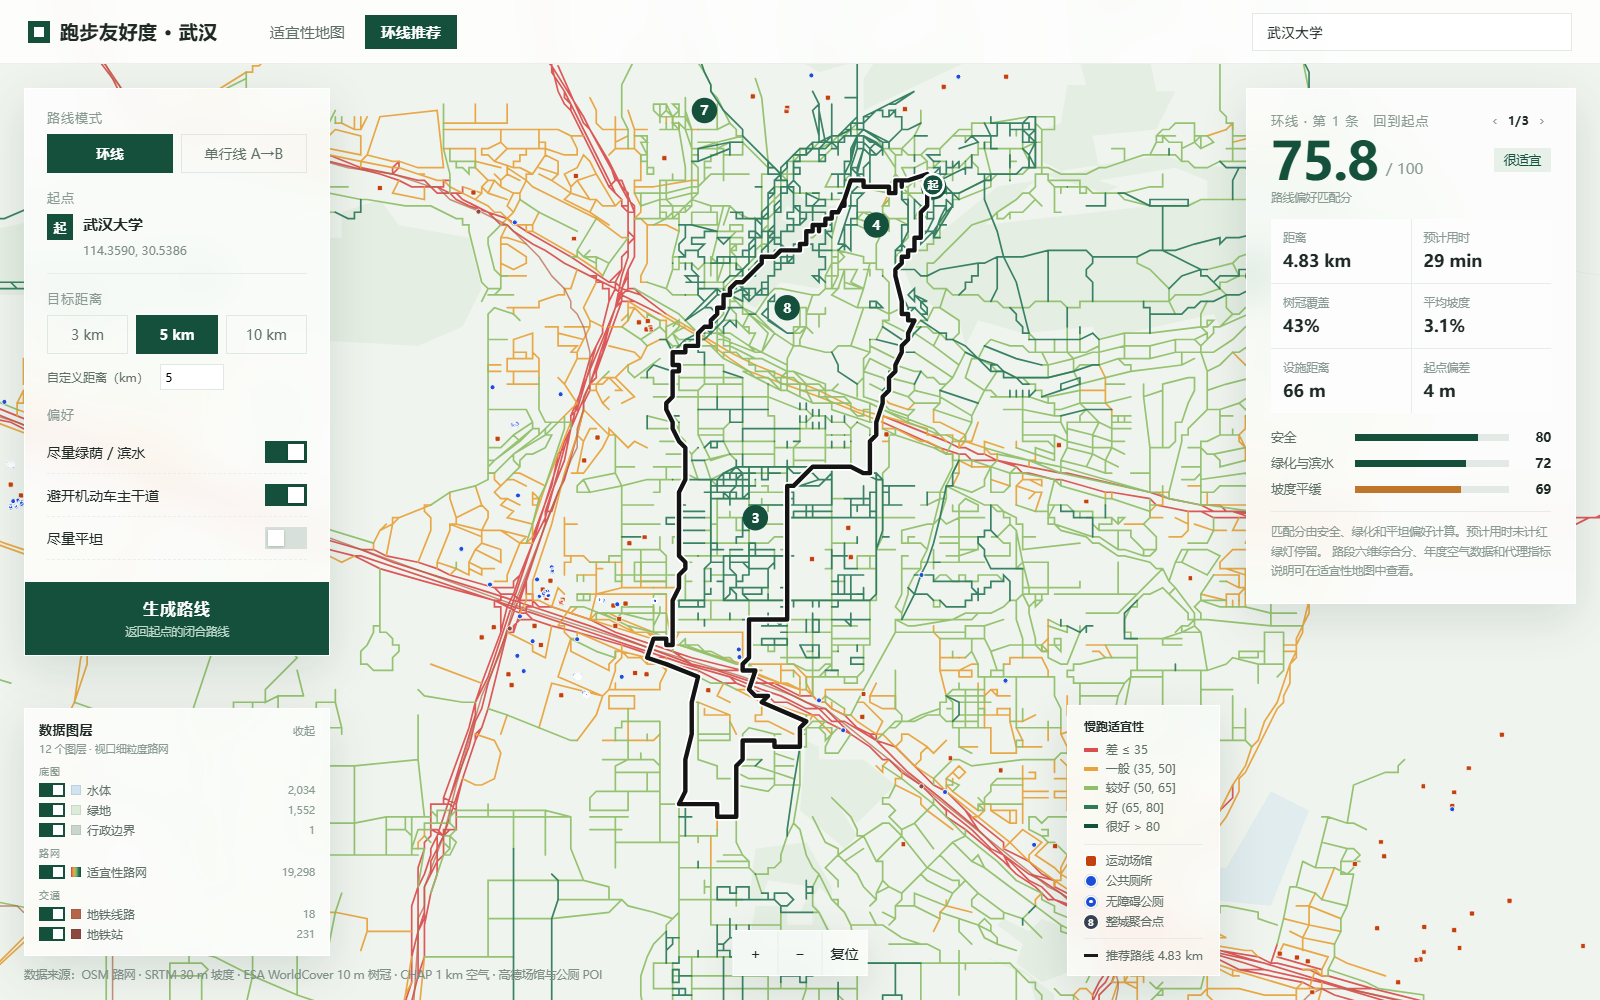 跑步友好度·武汉
适宜性地图
环线推荐
武汉大学
路线模式
环线
单行线 A→B
起点
起
武汉大学
114.3590, 30.5386
目标距离
3 km
5 km
10 km
自定义距离（km）
5
偏好
尽量绿荫 / 滨水
避开机动车主干道
尽量平坦
生成路线
返回起点的闭合路线
数据图层
收起
12 个图层 · 视口细粒度路网
底图
水体
2,034
绿地
1,552
行政边界
1
路网
适宜性路网
19,298
交通
地铁线路
18
地铁站
231
数据来源：OSM 路网 · SRTM 30 m 坡度 · ESA WorldCover 10 m 树冠 · CHAP 1 km 空气 · 高德场馆与公厕 POI
7
起
4
8
3
+
−
复位
环线 · 第 1 条
回到起点
‹ 1/3 ›
75.8 / 100
很适宜
路线偏好匹配分
距离
4.83 km
预计用时
29 min
树冠覆盖
43%
平均坡度
3.1%
设施距离
66 m
起点偏差
4 m
安全
80
绿化与滨水
72
坡度平缓
69
匹配分由安全、绿化和平坦偏好计算。预计用时未计红
绿灯停留。 路段六维综合分、年度空气数据和代理指标
说明可在适宜性地图中查看。
慢跑适宜性
差 ≤ 35
一般 (35, 50]
较好 (50, 65]
好 (65, 80]
很好 > 80
运动场馆
公共厕所
无障碍公厕
8
整城聚合点
推荐路线 4.83 km